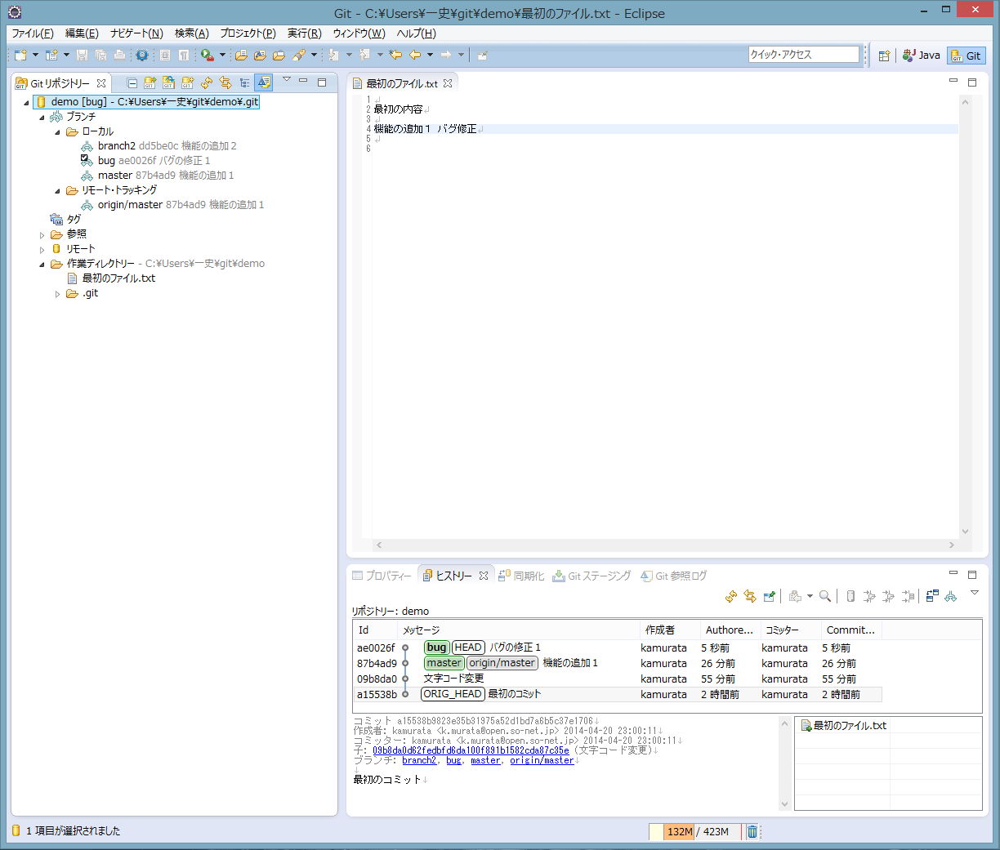 Git - C:¥Users¥一史¥git¥demo¥最初のファイル.txt - Eclipse
ファイル(F) 編集(E) ナビゲート(N) 検索(A) プロジェクト(P) 実行(R) ウィンドウ(W) ヘルプ(H)
クイック・アクセス Java Git
Git リポジトリー
demo [bug] - C:¥Users¥一史¥git¥demo¥.git
ブランチ
ローカル
branch2 dd5be0c 機能の追加２
bug ae0026f バグの修正１
master 87b4ad9 機能の追加１
リモート・トラッキング
origin/master 87b4ad9 機能の追加１
タグ
参照
リモート
作業ディレクトリー - C:¥Users¥一史¥git¥demo
最初のファイル.txt
.git
最初のファイル.txt
1
2 最初の内容
3
4 機能の追加１ バグ修正
5
6
プロパティー ヒストリー 同期化 Git ステージング Git 参照ログ
リポジトリー: demo
Id メッセージ 作成者 Authore... コミッター Commit...
ae0026f bug HEAD バグの修正１ kamurata 5 秒前 kamurata 5 秒前
87b4ad9 master origin/master 機能の追加１ kamurata 26 分前 kamurata 26 分前
09b8da0 文字コード変更 kamurata 55 分前 kamurata 55 分前
a15538b ORIG_HEAD 最初のコミット kamurata 2 時間前 kamurata 2 時間前
コミット a15538b9823e35b31975a52d1bd7a6b5c37e1706
作成者: kamurata <k.murata@open.so-net.jp> 2014-04-20 23:00:11
コミッター: kamurata <k.murata@open.so-net.jp> 2014-04-20 23:00:11
子: 09b8da0d62fedbfd6da100f891b1582cda87c35e (文字コード変更)
ブランチ: branch2, bug, master, origin/master
最初のコミット
最初のファイル.txt
1 項目が選択されました
132M / 423M